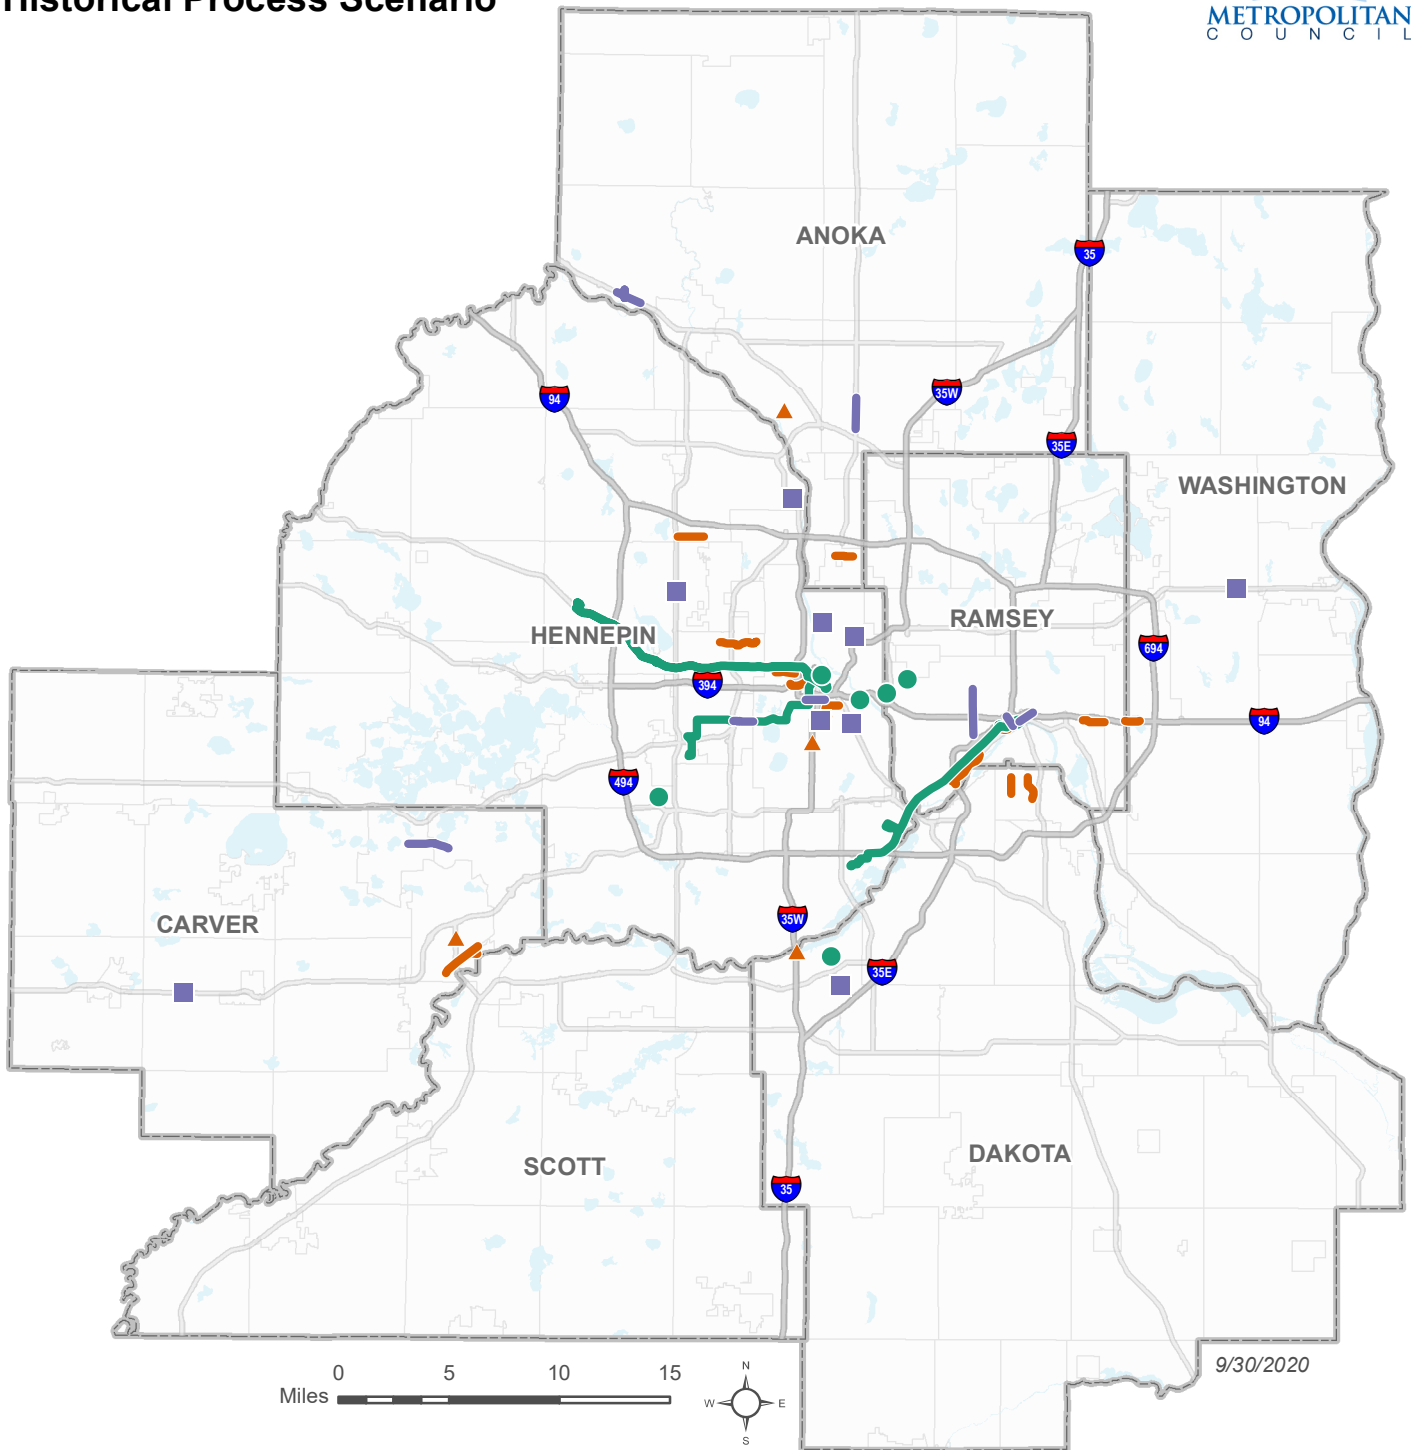 Historical Process Scenario
METROPOLITAN
COUNCIL
ANOKA
35
94
35W
35E
WASHINGTON
HENNEPIN
RAMSEY
694
394
94
494
CARVER
35W
35E
SCOTT
DAKOTA
35
9/30/2020
0 5 10 15
Miles
N
W E
S